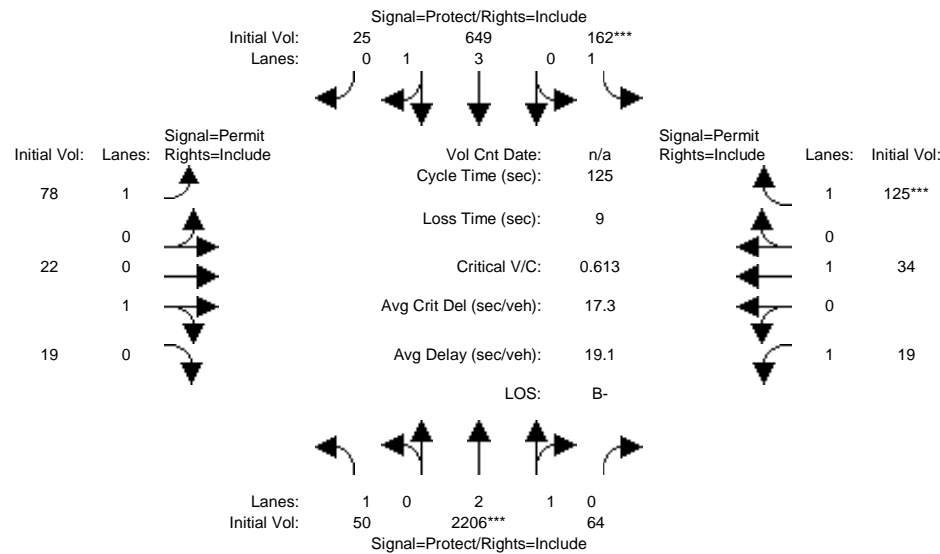 Signal=Protect/Rights=Include
Initial Vol: 25 649 162***
Lanes: 0 1 3 0 1
Signal=Permit Signal=Permit
Initial Vol: Lanes: Rights=Include Vol Cnt Date: n/a Rights=Include Lanes: Initial Vol:
Cycle Time (sec): 125
78 1 1 125***
Loss Time (sec): 9
0 0
22 0 Critical V/C: 0.613 1 34
1 Avg Crit Del (sec/veh): 17.3 0
19 0 Avg Delay (sec/veh): 19.1 1 19
LOS: B-
Lanes: 1 0 2 1 0
Initial Vol: 50 2206*** 64
Signal=Protect/Rights=Include